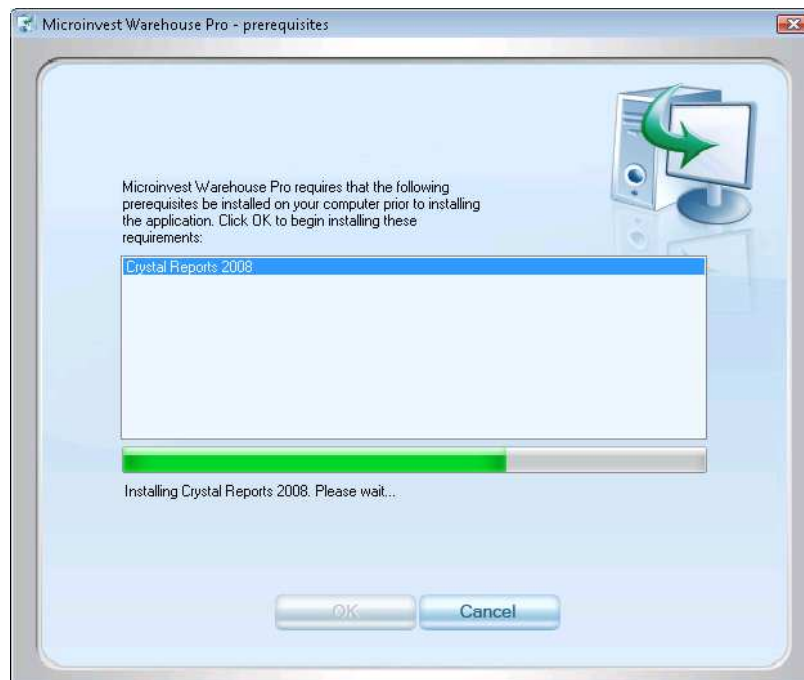 Microinvest Warehouse Pro - prerequisites
Microinvest Warehouse Pro requires that the following
prerequisites be installed on your computer prior to installing
the application. Click OK to begin installing these
requirements:
Crystal Reports 2008
Installing Crystal Reports 2008. Please wait...
OK
Cancel